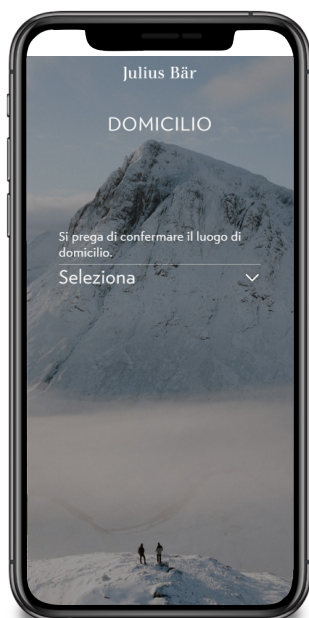 Julius Bär
DOMICILIO
Si prega di confermare il luogo di
domicilio.
Seleziona